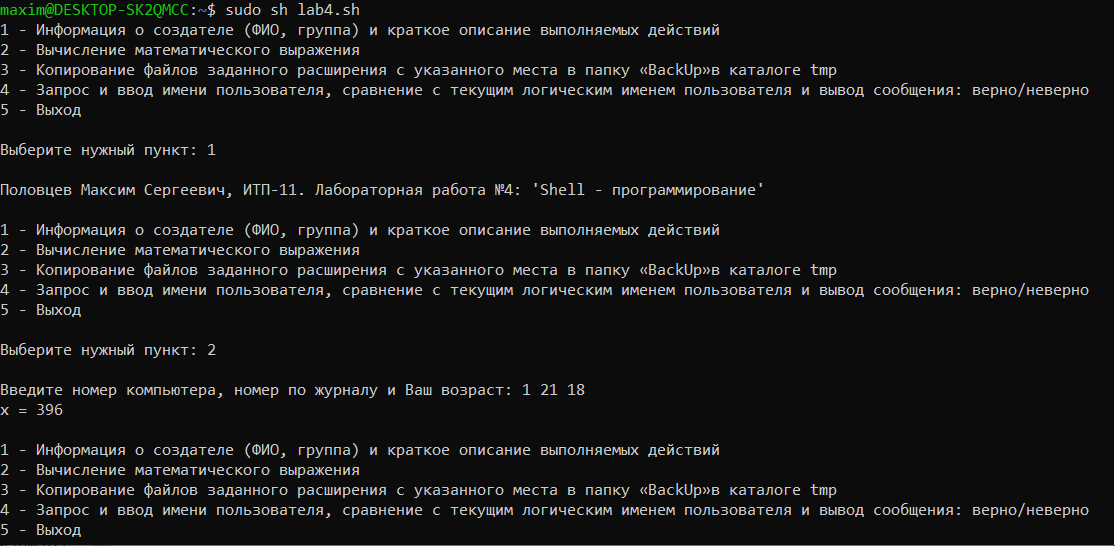 maxim@DESKTOP-SK2QMCC:~$ sudo sh lab4.sh
1 - Информация о создателе (ФИО, группа) и краткое описание выполняемых действий
2 - Вычисление математического выражения
3 - Копирование файлов заданного расширения с указанного места в папку «BackUp»в каталоге tmp
4 - Запрос и ввод имени пользователя, сравнение с текущим логическим именем пользователя и вывод сообщения: верно/неверно
5 - Выход
Выберите нужный пункт: 1
Половцев Максим Сергеевич, ИТП-11. Лабораторная работа №4: 'Shell - программирование'
1 - Информация о создателе (ФИО, группа) и краткое описание выполняемых действий
2 - Вычисление математического выражения
3 - Копирование файлов заданного расширения с указанного места в папку «BackUp»в каталоге tmp
4 - Запрос и ввод имени пользователя, сравнение с текущим логическим именем пользователя и вывод сообщения: верно/неверно
5 - Выход
Выберите нужный пункт: 2
Введите номер компьютера, номер по журналу и Ваш возраст: 1 21 18
x = 396
1 - Информация о создателе (ФИО, группа) и краткое описание выполняемых действий
2 - Вычисление математического выражения
3 - Копирование файлов заданного расширения с указанного места в папку «BackUp»в каталоге tmp
4 - Запрос и ввод имени пользователя, сравнение с текущим логическим именем пользователя и вывод сообщения: верно/неверно
5 - Выход